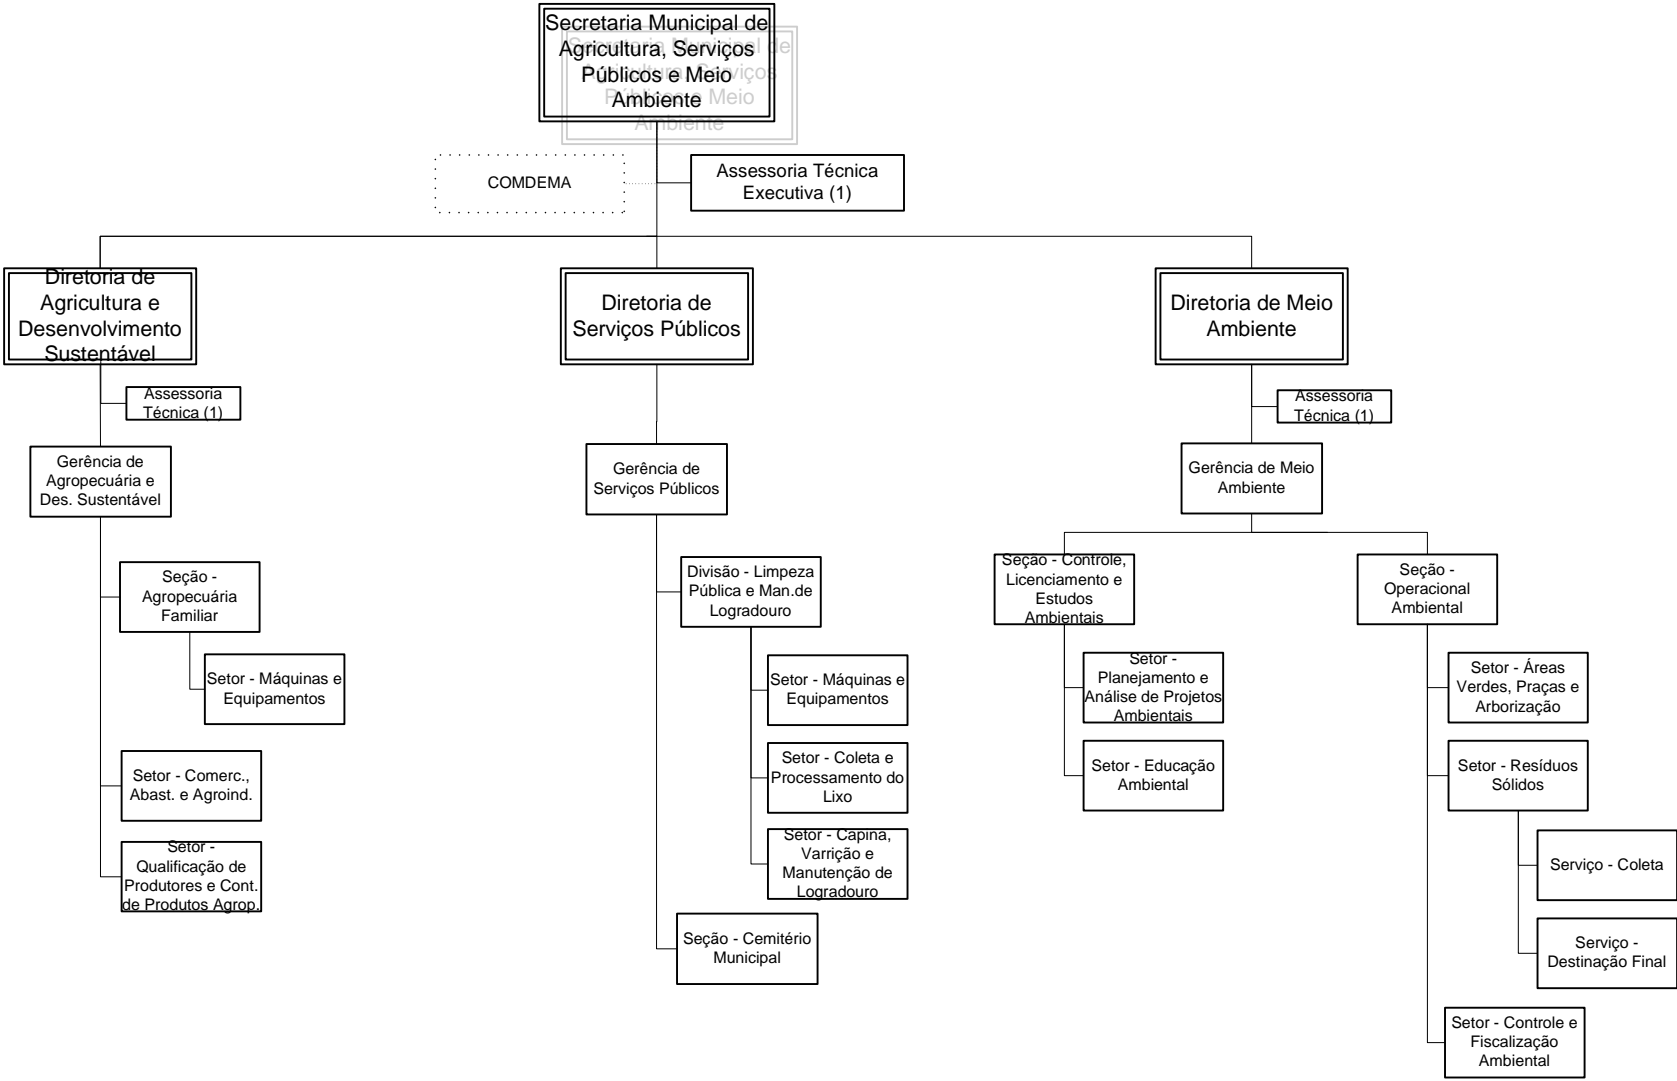 Secretaria Municipal de
Agricultura, Serviços
Públicos e Meio
Ambiente
COMDEMA
Assessoria Técnica
Executiva (1)
Diretoria de
Agricultura e
Desenvolvimento
Sustentável
Diretoria de
Serviços Públicos
Diretoria de Meio
Ambiente
Assessoria
Técnica (1)
Assessoria
Técnica (1)
Gerência de
Agropecuária e
Des. Sustentável
Gerência de
Serviços Públicos
Gerência de Meio
Ambiente
Seção -
Agropecuária
Familiar
Setor - Máquinas e
Equipamentos
Setor - Comerc.,
Abast. e Agroind.
Setor -
Qualificação de
Produtores e Cont.
de Produtos Agrop.
Divisão - Limpeza
Pública e Man.de
Logradouro
Setor - Máquinas e
Equipamentos
Setor - Coleta e
Processamento do
Lixo
Setor - Capina,
Varrição e
Manutenção de
Logradouro
Seção - Cemitério
Municipal
Seção - Controle,
Licenciamento e
Estudos
Ambientais
Setor -
Planejamento e
Análise de Projetos
Ambientais
Setor - Educação
Ambiental
Seção -
Operacional
Ambiental
Setor - Áreas
Verdes, Praças e
Arborização
Setor - Resíduos
Sólidos
Serviço - Coleta
Serviço -
Destinação Final
Setor - Controle e
Fiscalização
Ambiental